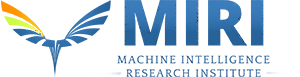 MIRI
MACHINE INTELLIGENCE
RESEARCH INSTITUTE